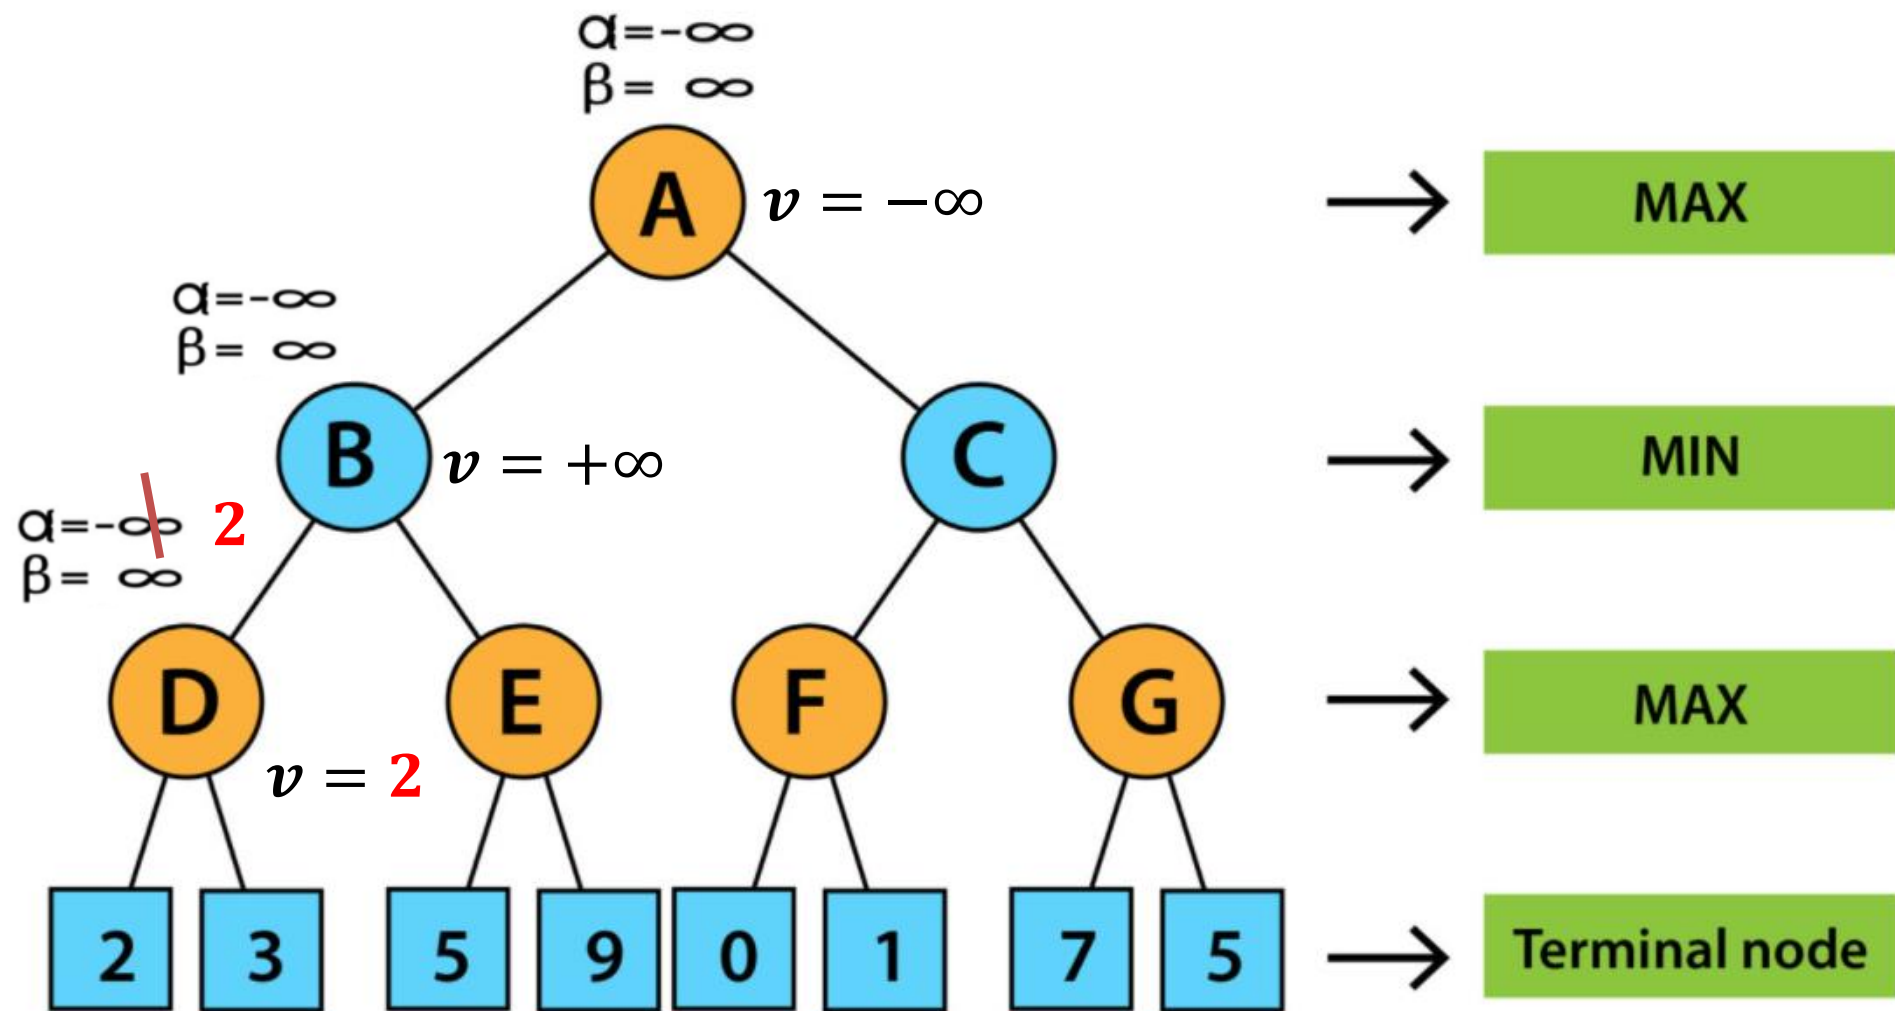 α=-∞
β= ∞
A
v = −∞
MAX
α=-∞
β= ∞
B
v = +∞
C
MIN
α=-∞ 2
β= ∞
D
E
F
G
MAX
v = 2
2
3
5
9
0
1
7
5
Terminal node